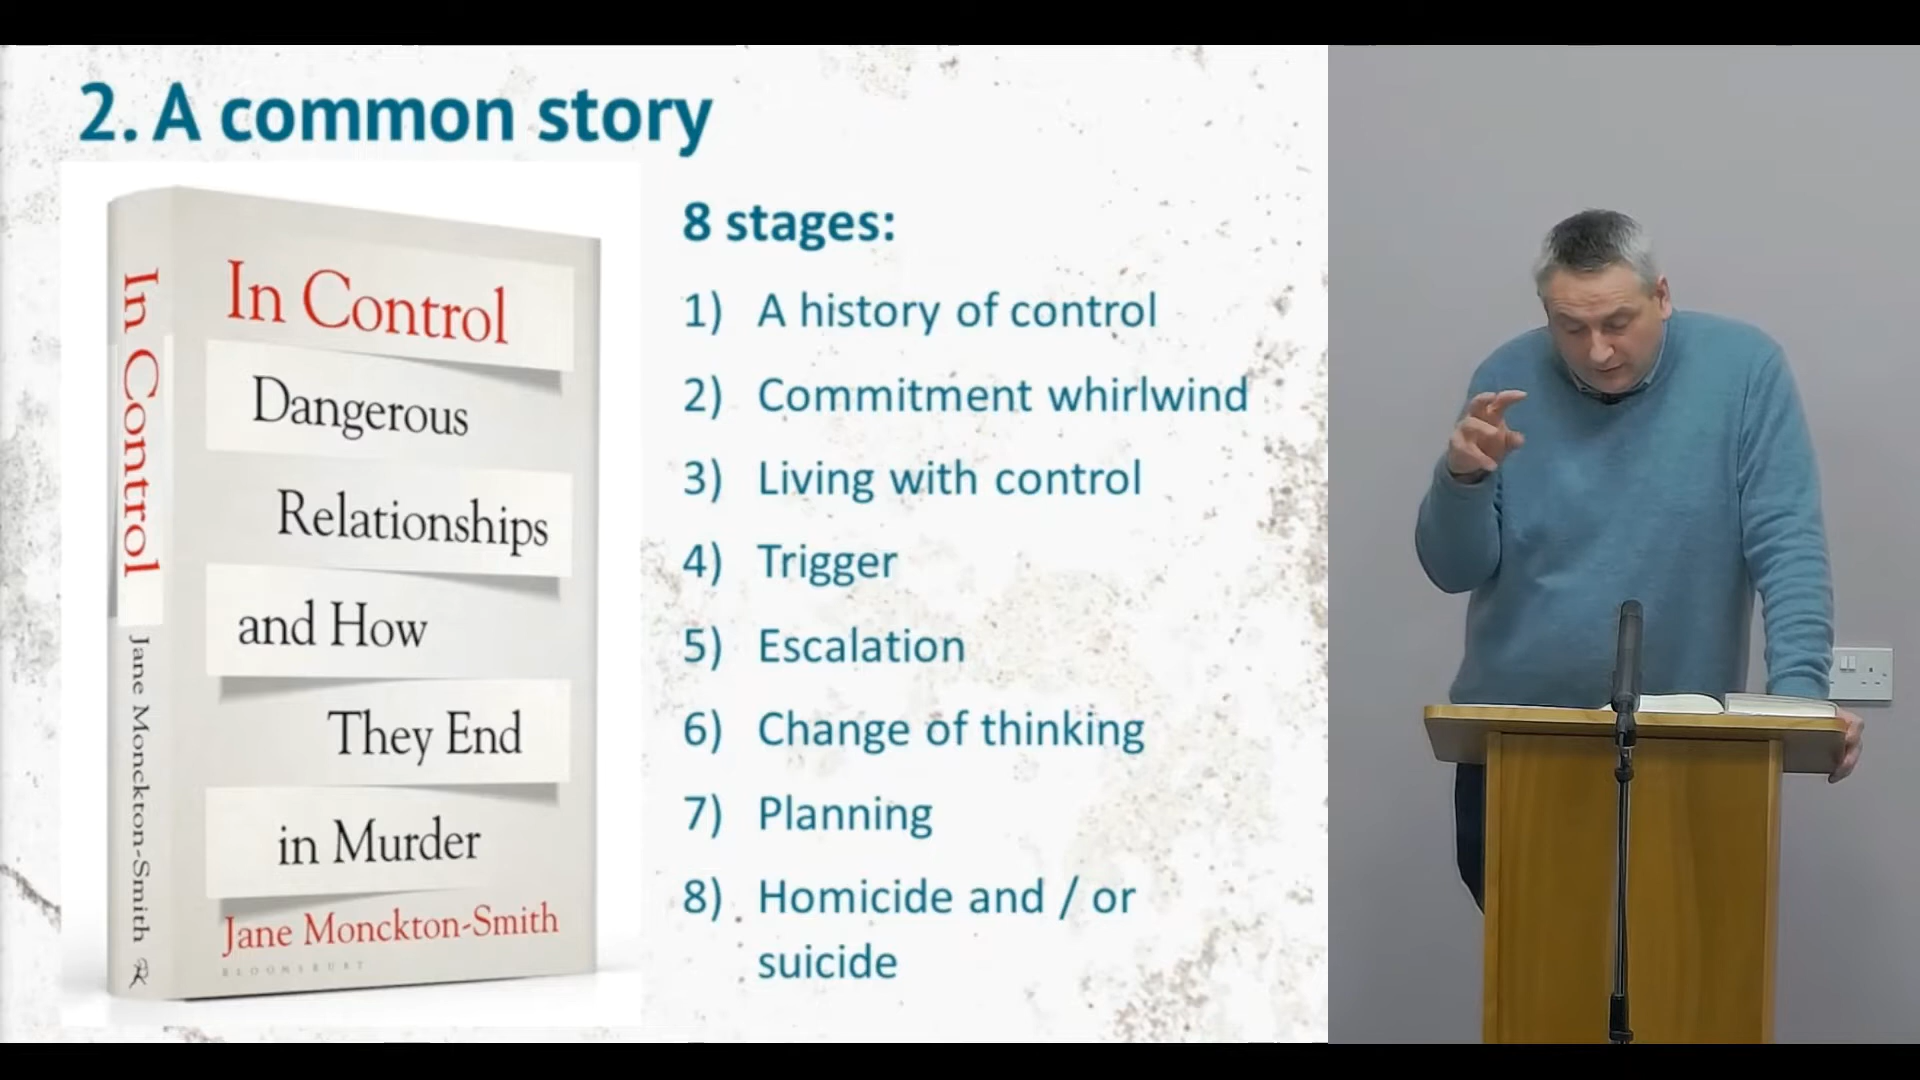 2. A common story
In Control
Jane Monckton-Smith
In Control
Dangerous
Relationships
and How
They End
in Murder
Jane Monckton-Smith
BLOOMSBURY
8 stages:
1) A history of control
2) Commitment whirlwind
3) Living with control
4) Trigger
5) Escalation
6) Change of thinking
7) Planning
8) Homicide and / or
suicide